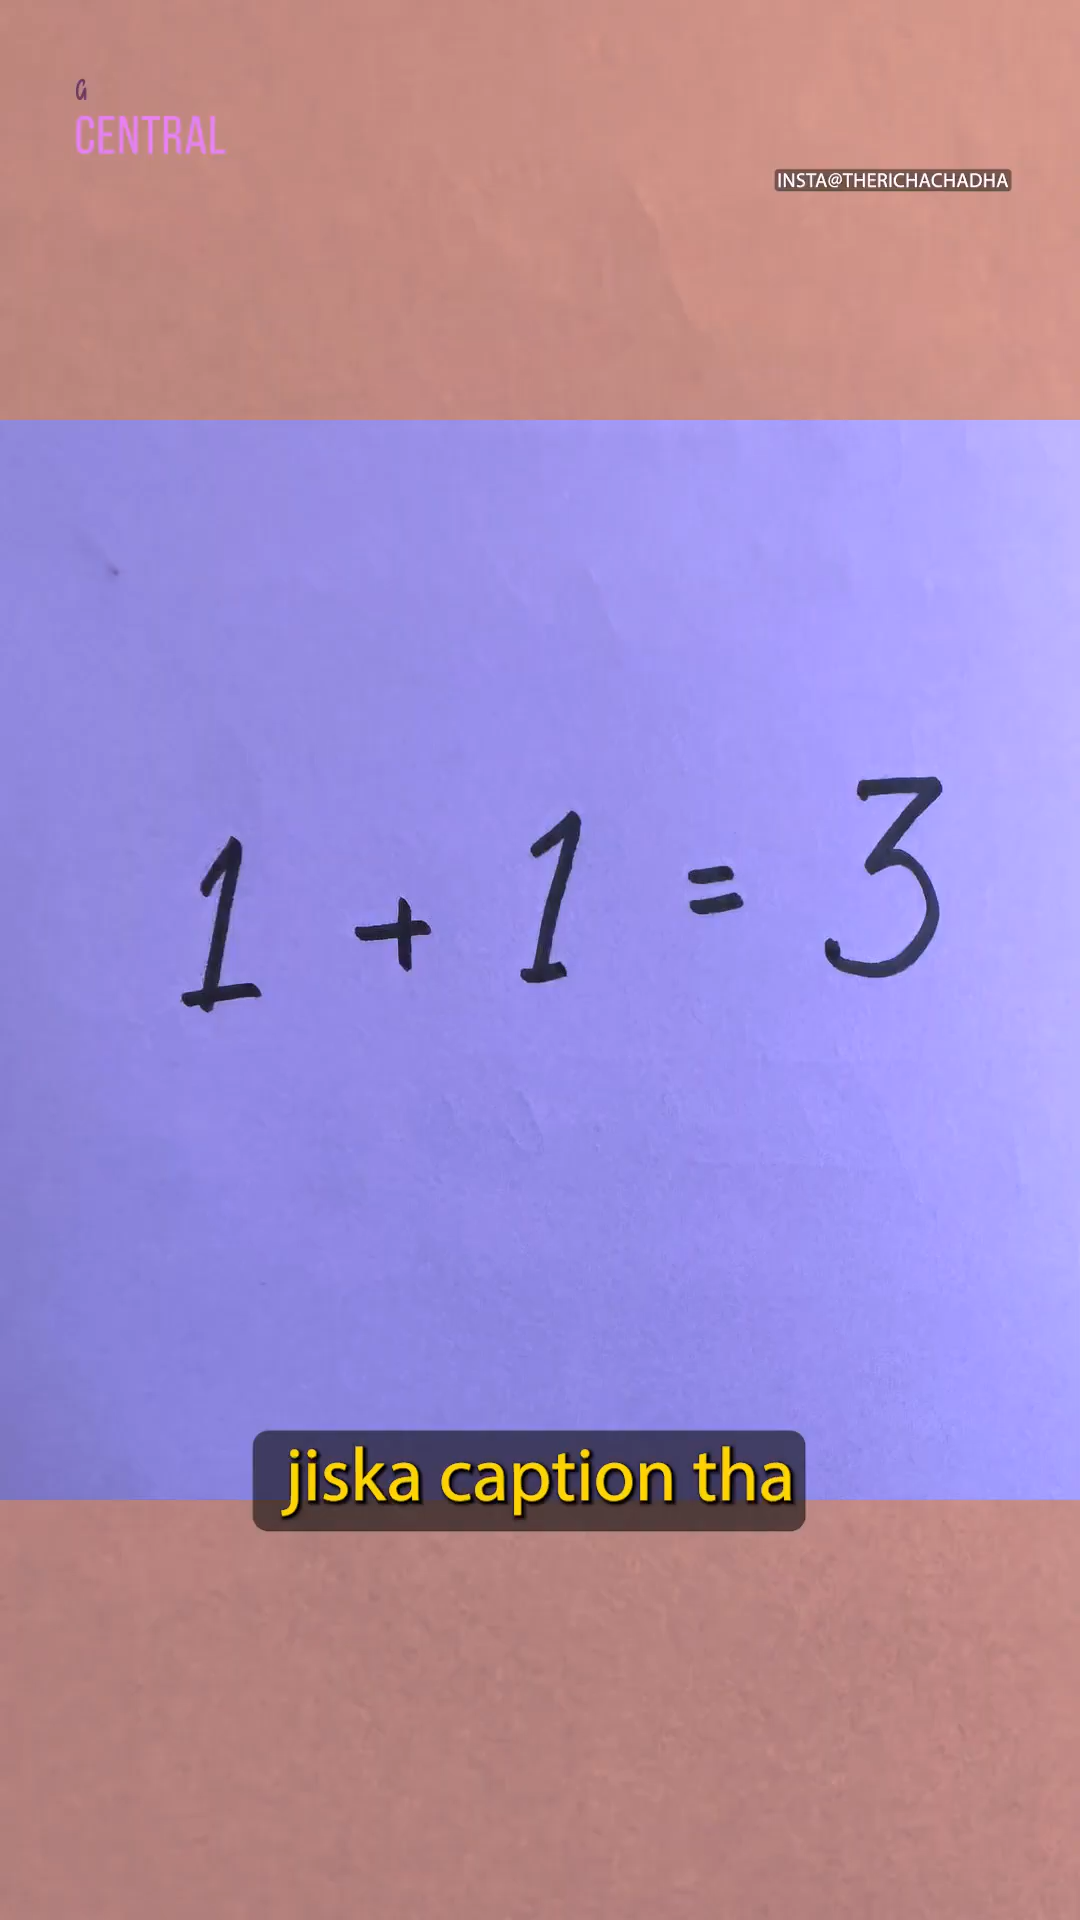 G
CENTRAL
INSTA@THERICHACHADHA
1 + 1 = 3
jiska caption tha